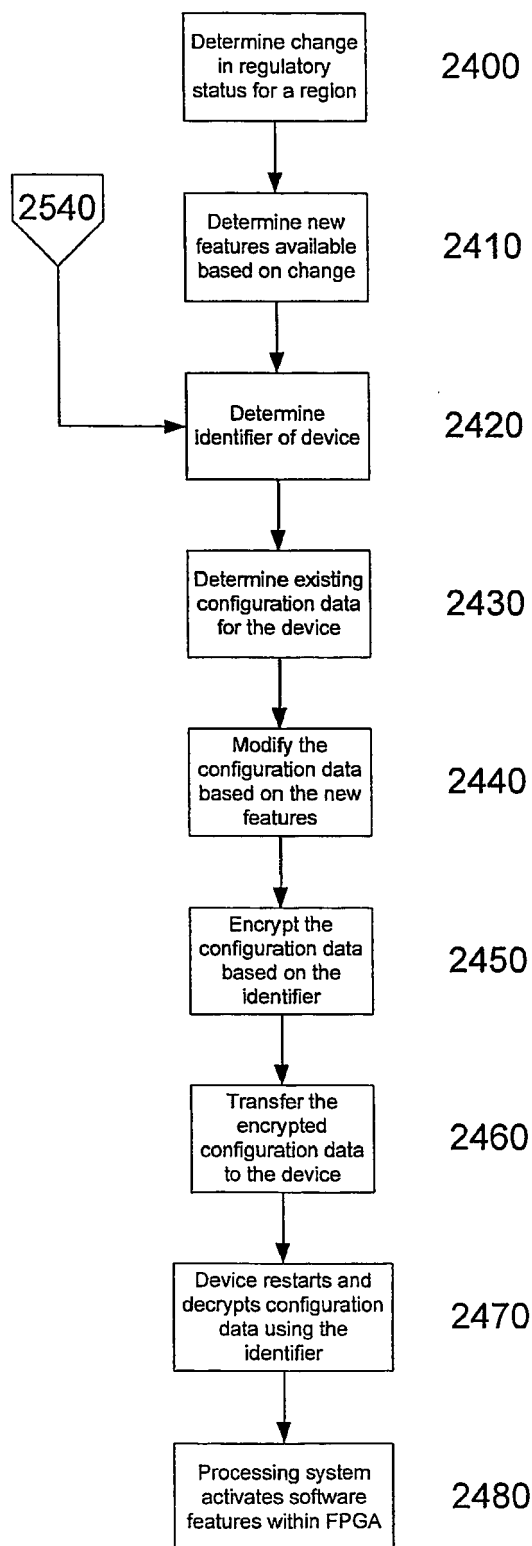 Determine change
in regulatory
status for a region
2400
2540
Determine new
features available
based on change
2410
Determine
identifier of device
2420
Determine existing
configuration data
for the device
2430
Modify the
configuration data
based on the new
features
2440
Encrypt the
configuration data
based on the
identifier
2450
Transfer the
encrypted
configuration data
to the device
2460
Device restarts and
decrypts configuration
data using the
identifier
2470
Processing system
activates software
features within FPGA
2480